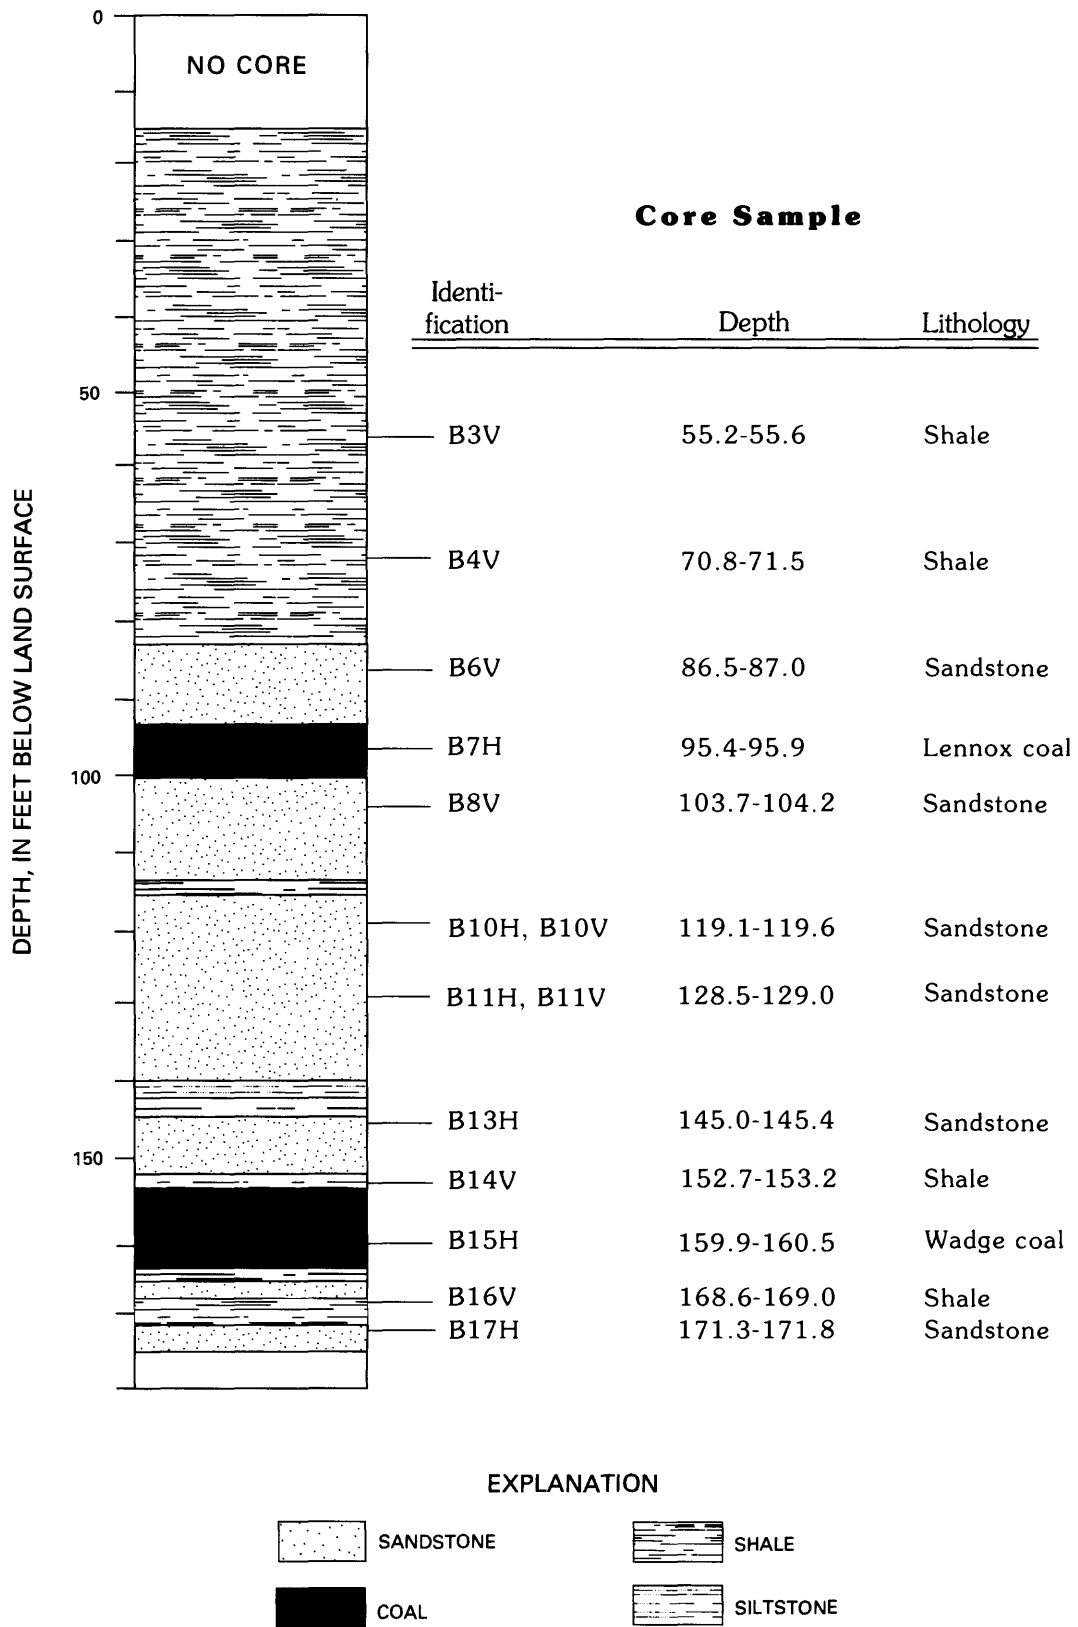 0
NO CORE
Core Sample
Identi-
fication Depth Lithology
50
B3V 55.2-55.6 Shale
B4V 70.8-71.5 Shale
B6V 86.5-87.0 Sandstone
B7H 95.4-95.9 Lennox coal
100
B8V 103.7-104.2 Sandstone
B10H, B10V 119.1-119.6 Sandstone
B11H, B11V 128.5-129.0 Sandstone
B13H 145.0-145.4 Sandstone
150
B14V 152.7-153.2 Shale
B15H 159.9-160.5 Wadge coal
B16V 168.6-169.0 Shale
B17H 171.3-171.8 Sandstone
DEPTH, IN FEET BELOW LAND SURFACE
EXPLANATION
SANDSTONE SHALE
COAL SILTSTONE